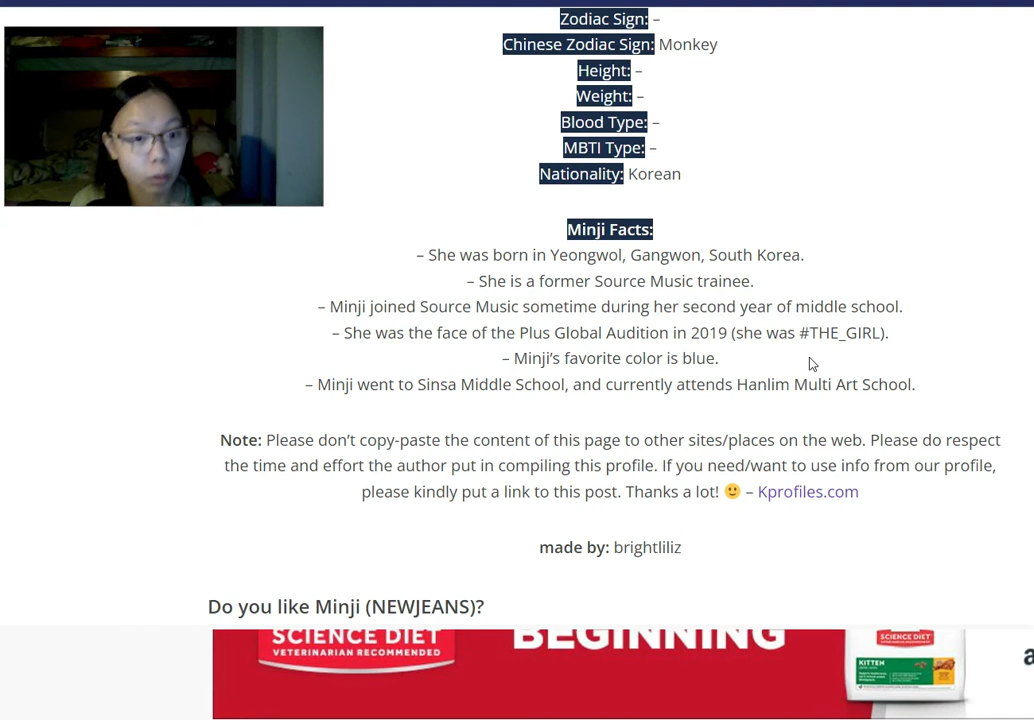 Zodiac Sign: –
Chinese Zodiac Sign: Monkey
Height: –
Weight: –
Blood Type: –
MBTI Type: –
Nationality: Korean
Minji Facts:
– She was born in Yeongwol, Gangwon, South Korea.
– She is a former Source Music trainee.
– Minji joined Source Music sometime during her second year of middle school.
– She was the face of the Plus Global Audition in 2019 (she was #THE_GIRL).
– Minji’s favorite color is blue.
– Minji went to Sinsa Middle School, and currently attends Hanlim Multi Art School.
Note: Please don’t copy-paste the content of this page to other sites/places on the web. Please do respect
the time and effort the author put in compiling this profile. If you need/want to use info from our profile,
please kindly put a link to this post. Thanks a lot! 🙂 – Kprofiles.com
made by: brightliliz
Do you like Minji (NEWJEANS)?
SCIENCE DIET
VETERINARIAN RECOMMENDED
BEGINNING
SCIENCE DIET
KITTEN